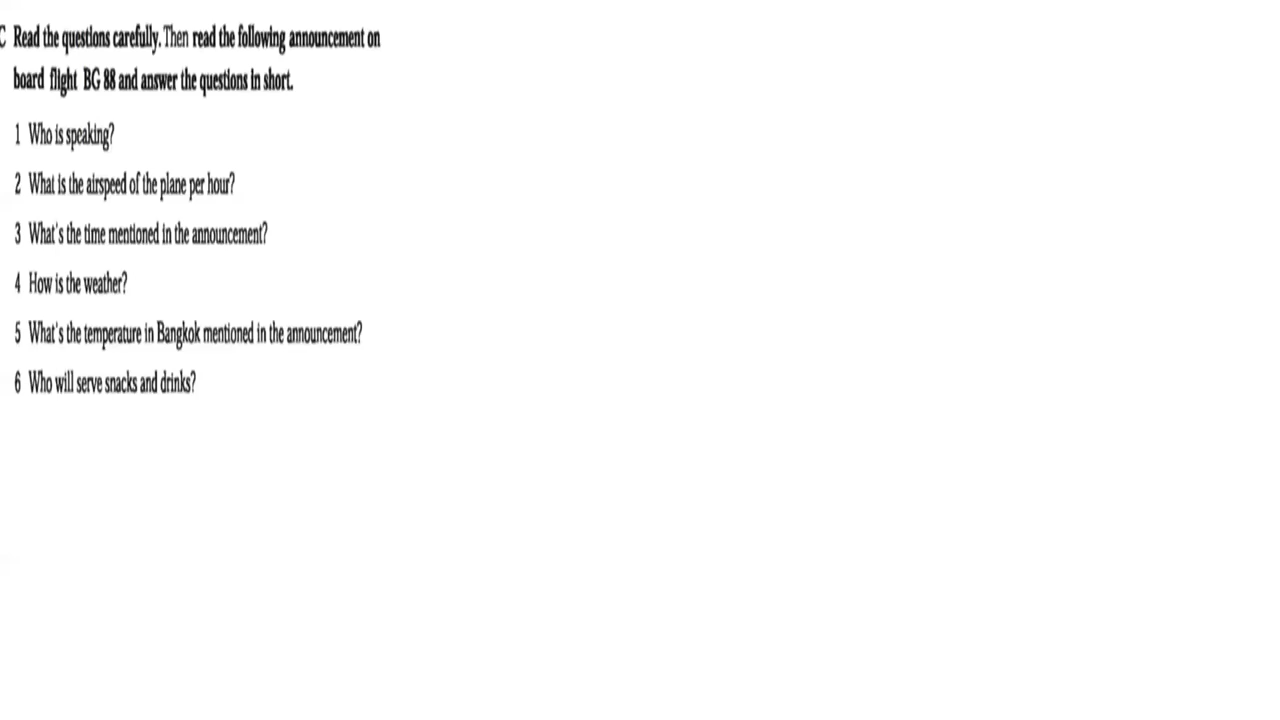 C Read the questions carefully. Then read the following announcement on
board flight BG 88 and answer the questions in short.
1 Who is speaking?
2 What is the airspeed of the plane per hour?
3 What's the time mentioned in the announcement?
4 How is the weather?
5 What's the temperature in Bangkok mentioned in the announcement?
6 Who will serve snacks and drinks?